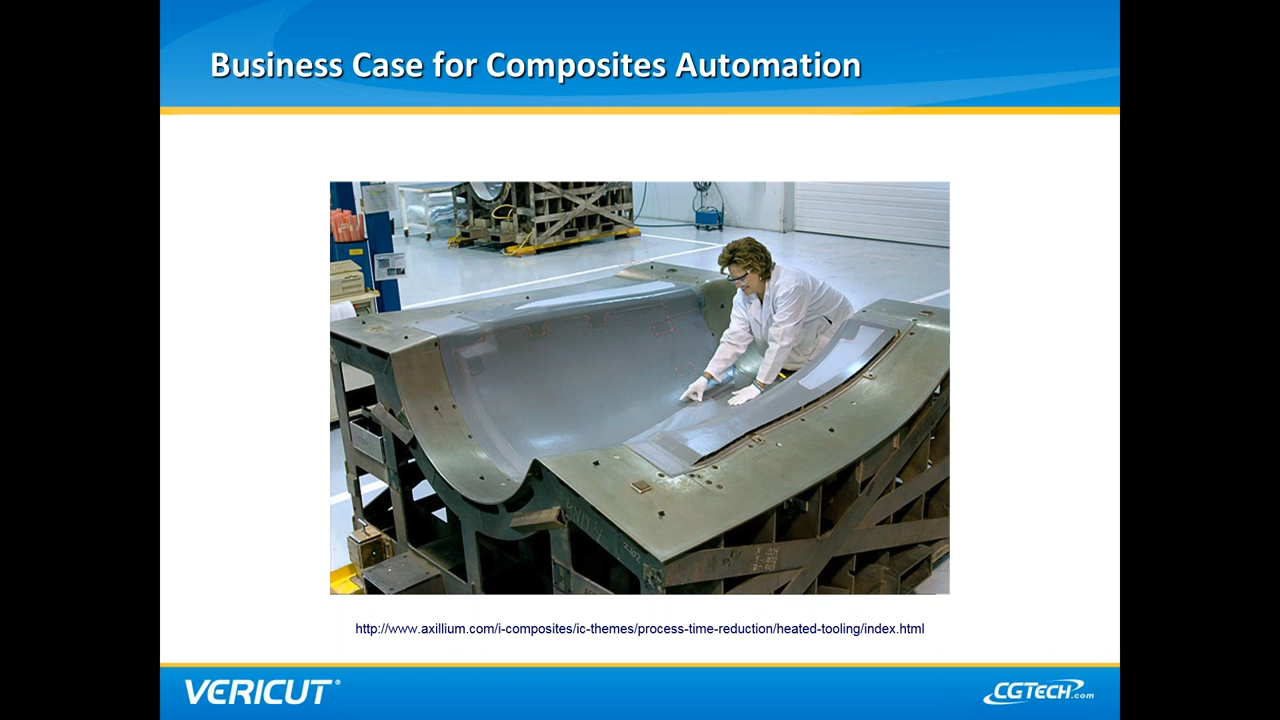 Business Case for Composites Automation
http://www.axillium.com/i-composites/ic-themes/process-time-reduction/heated-tooling/index.html
VERICUT®
CGTECH.com